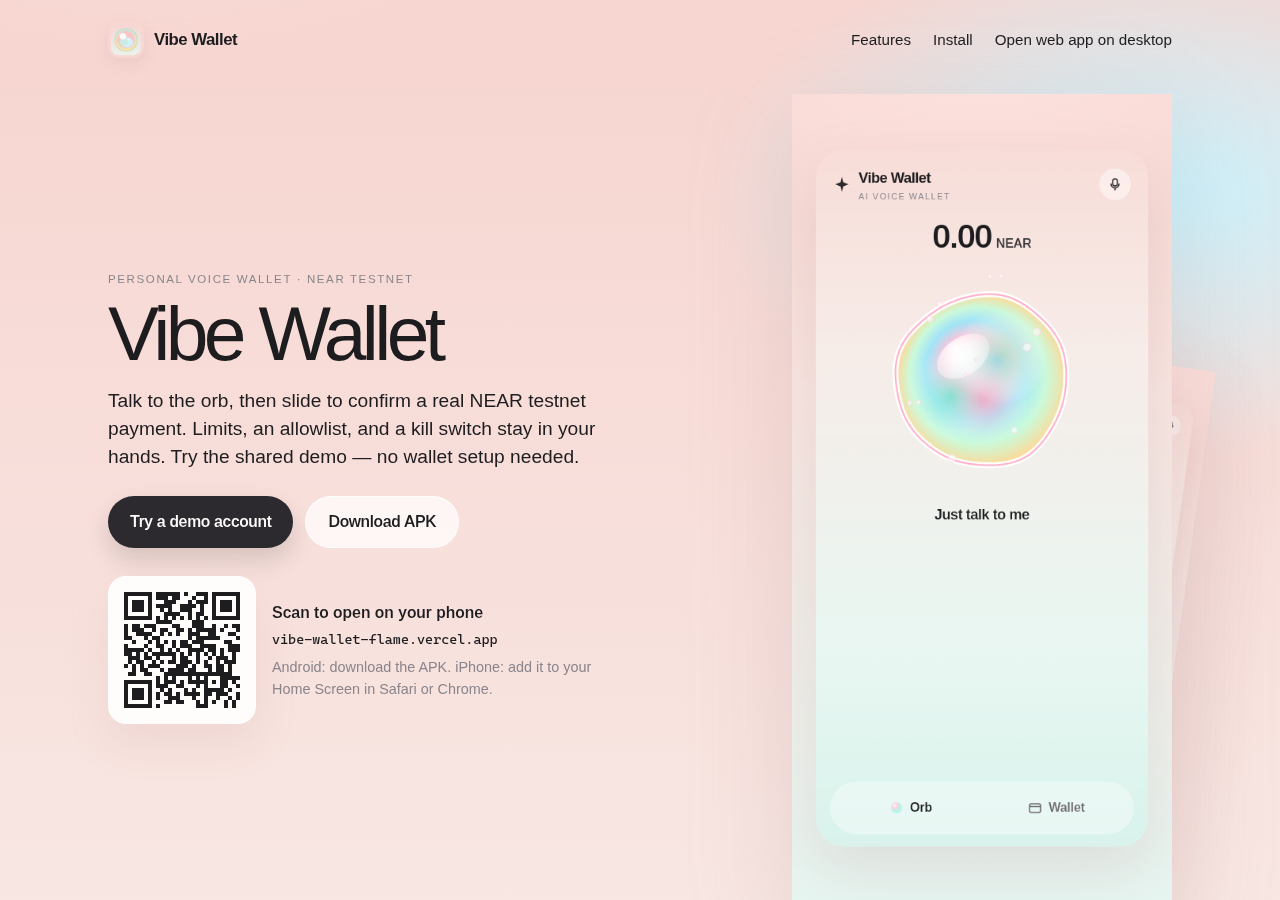 Vibe Wallet
Features
Install
Open web app on desktop
PERSONAL VOICE WALLET · NEAR TESTNET
Vibe Wallet
Talk to the orb, then slide to confirm a real NEAR testnet
payment. Limits, an allowlist, and a kill switch stay in your
hands. Try the shared demo — no wallet setup needed.
Try a demo account
Download APK
Scan to open on your phone
vibe-wallet-flame.vercel.app
Android: download the APK. iPhone: add it to your
Home Screen in Safari or Chrome.
Vibe Wallet
AI VOICE WALLET
0.00 NEAR
Just talk to me
Orb
Wallet